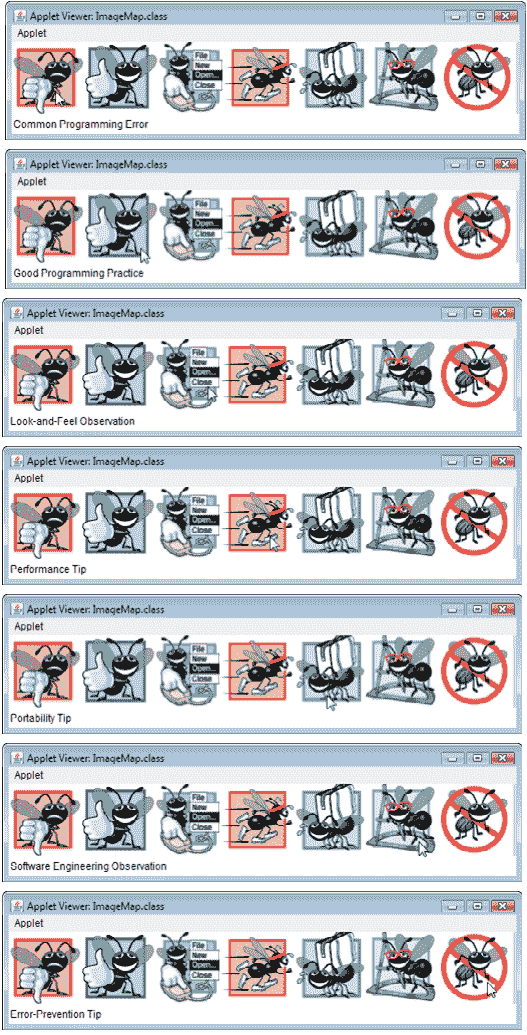 Applet Viewer: ImageMap.class
Applet
File
New
Open...
Close
Common Programming Error
Applet Viewer: ImageMap.class
Applet
File
New
Open...
Close
Good Programming Practice
Applet Viewer: ImageMap.class
Applet
File
New
Open...
Close
Look-and-Feel Observation
Applet Viewer: ImageMap.class
Applet
File
New
Open...
Close
Performance Tip
Applet Viewer: ImageMap.class
Applet
File
New
Open...
Close
Portability Tip
Applet Viewer: ImageMap.class
Applet
File
New
Open...
Close
Software Engineering Observation
Applet Viewer: ImageMap.class
Applet
File
New
Open...
Close
Error-Prevention Tip